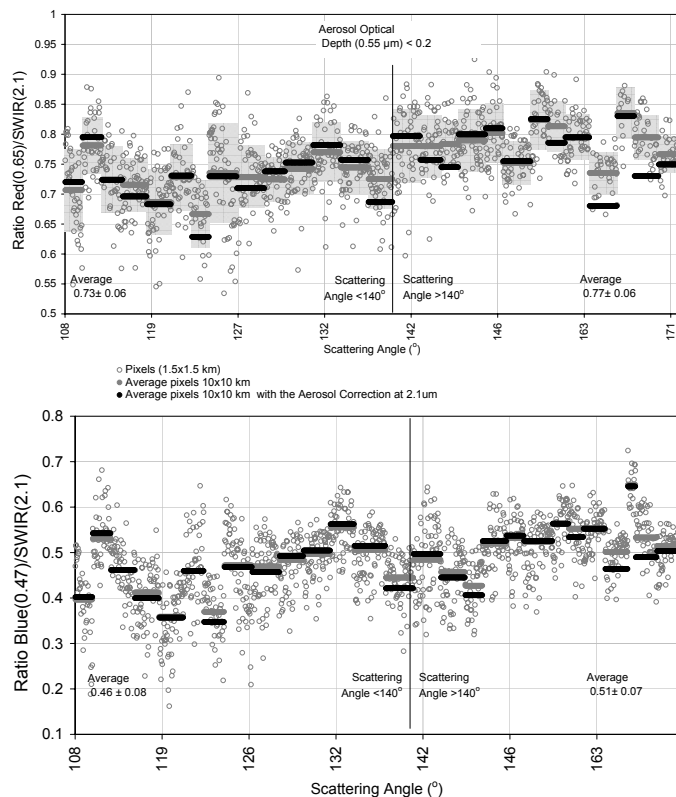 Aerosol Optical
Depth (0.55 µm) < 0.2
Ratio Red(0.65)/SWIR(2.1)
1
0.95
0.9
0.85
0.8
0.75
0.7
0.65
0.6
0.55
0.5
Average
0.73± 0.06
Scattering
Angle <140°
Scattering
Angle >140°
Average
0.77± 0.06
108 119 127 132 142 146 163 171
Scattering Angle (°)
Pixels (1.5x1.5 km)
Average pixels 10x10 km
Average pixels 10x10 km with the Aerosol Correction at 2.1um
Ratio Blue(0.47)/SWIR(2.1)
0.8
0.7
0.6
0.5
0.4
0.3
0.2
0.1
Average
0.46 ± 0.08
Scattering
Angle <140°
Scattering
Angle >140°
Average
0.51± 0.07
108 119 126 132 142 146 163
Scattering Angle (°)